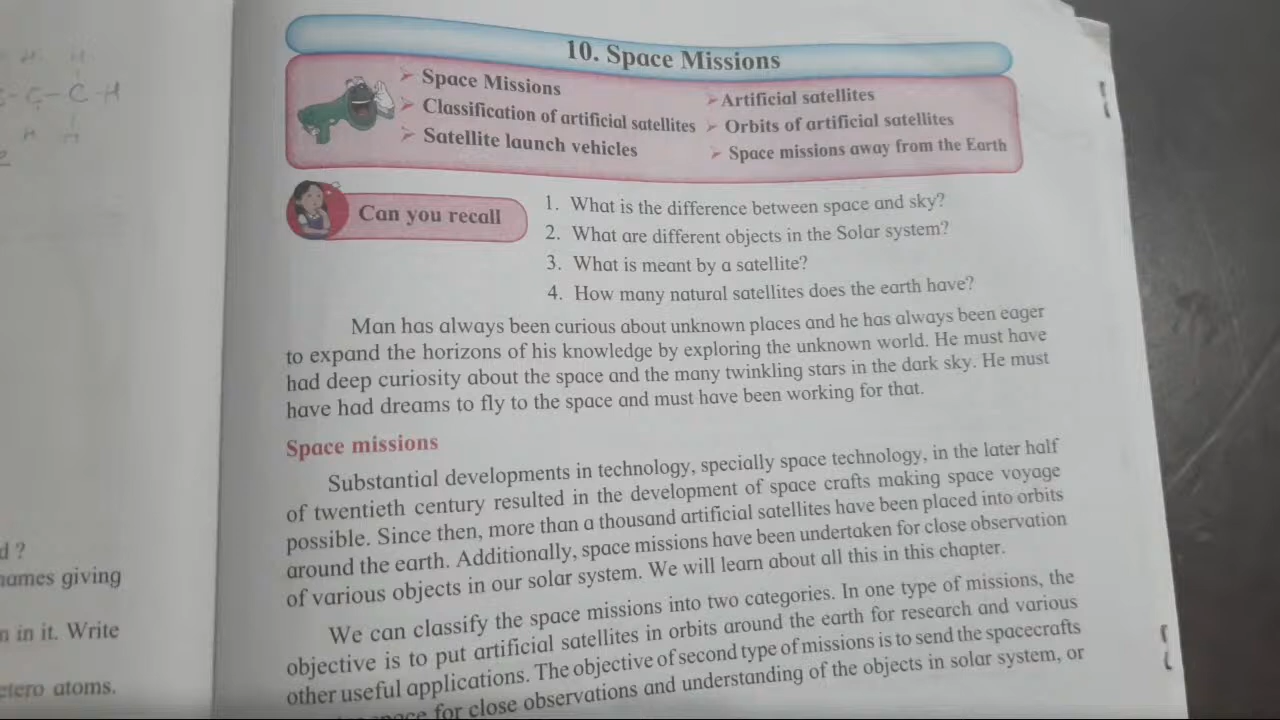 10. Space Missions
➢ Space Missions
➢ Classification of artificial satellites
➢ Satellite launch vehicles
➢ Artificial satellites
➢ Orbits of artificial satellites
➢ Space missions away from the Earth
Can you recall
1. What is the difference between space and sky?
2. What are different objects in the Solar system?
3. What is meant by a satellite?
4. How many natural satellites does the earth have?
Man has always been curious about unknown places and he has always been eager
to expand the horizons of his knowledge by exploring the unknown world. He must have
had deep curiosity about the space and the many twinkling stars in the dark sky. He must
have had dreams to fly to the space and must have been working for that.
Space missions
Substantial developments in technology, specially space technology, in the later half
of twentieth century resulted in the development of space crafts making space voyage
possible. Since then, more than a thousand artificial satellites have been placed into orbits
around the earth. Additionally, space missions have been undertaken for close observation
of various objects in our solar system. We will learn about all this in this chapter.
We can classify the space missions into two categories. In one type of missions, the
objective is to put artificial satellites in orbits around the earth for research and various
other useful applications. The objective of second type of missions is to send the spacecrafts
for close observations and understanding of the objects in solar system, or
?
names giving
in it. Write
atoms.